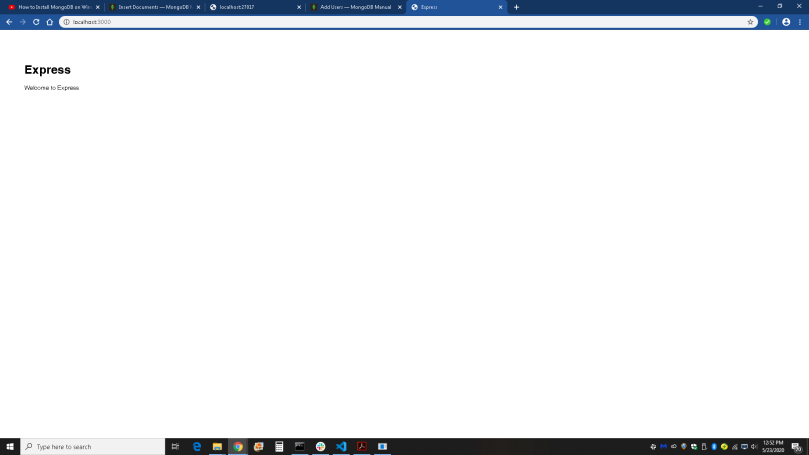 How to Install MongoDB on Win
Insert Documents — MongoDB
localhost:27017
Add Users — MongoDB Manual
Express
localhost:3000
Express
Welcome to Express
Type here to search
12:52 PM
5/23/2020